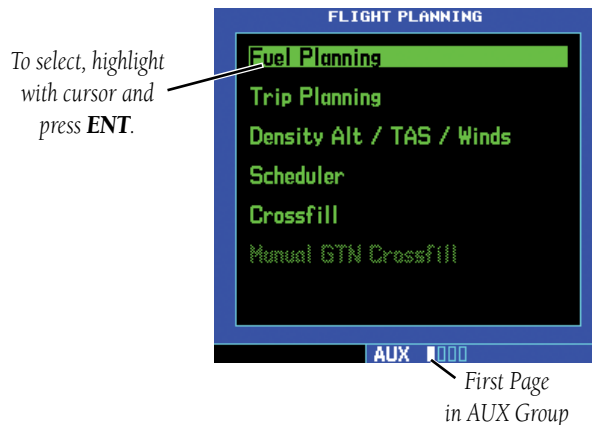 FLIGHT PLANNING
To select, highlight
with cursor and
press ENT.
Fuel Planning
Trip Planning
Density Alt / TAS / Winds
Scheduler
Crossfill
Manual GTN Crossfill
AUX
First Page
in AUX Group